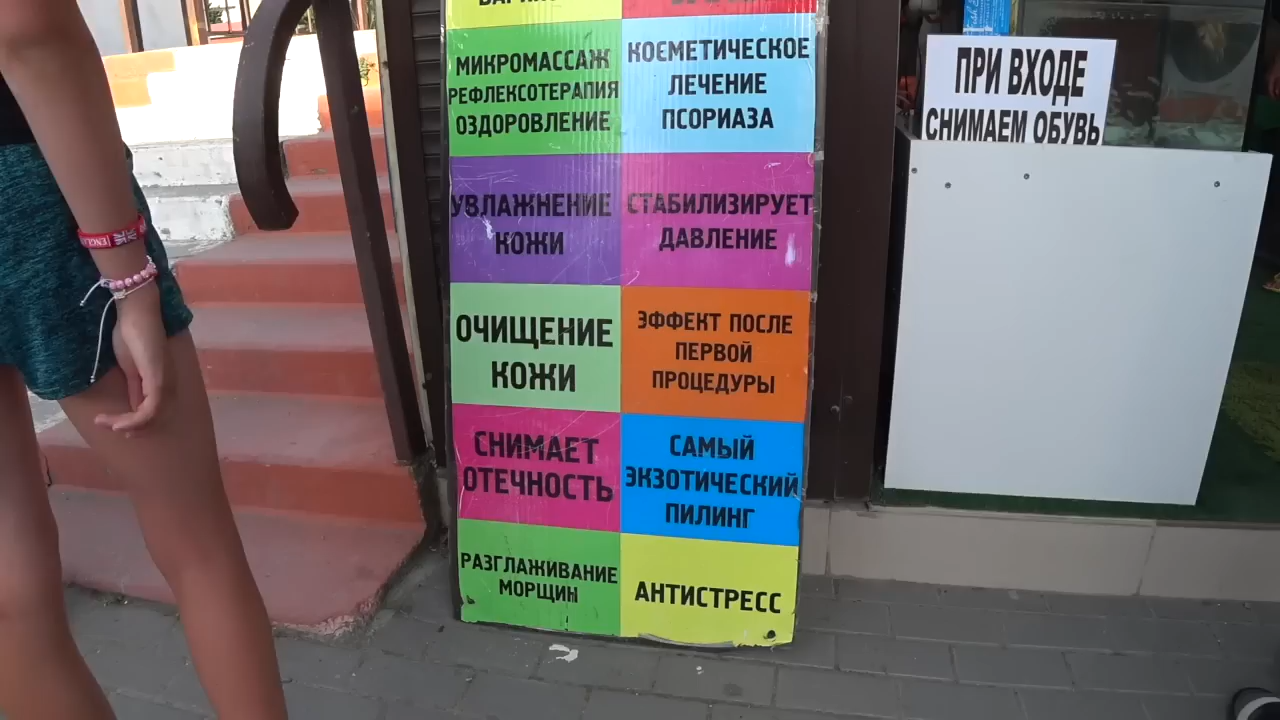 МИКРОМАССАЖ
РЕФЛЕКСОТЕРАПИЯ
ОЗДОРОВЛЕНИЕ
КОСМЕТИЧЕСКОЕ
ЛЕЧЕНИЕ
ПСОРИАЗА
УВЛАЖНЕНИЕ
КОЖИ
СТАБИЛИЗИРУЕТ
ДАВЛЕНИЕ
ОЧИЩЕНИЕ
КОЖИ
ЭФФЕКТ ПОСЛЕ
ПЕРВОЙ
ПРОЦЕДУРЫ
СНИМАЕТ
ОТЕЧНОСТЬ
САМЫЙ
ЭКЗОТИЧЕСКИЙ
ПИЛИНГ
РАЗГЛАЖИВАНИЕ
МОРЩИН
АНТИСТРЕСС
ПРИ ВХОДЕ
СНИМАЕМ ОБУВЬ